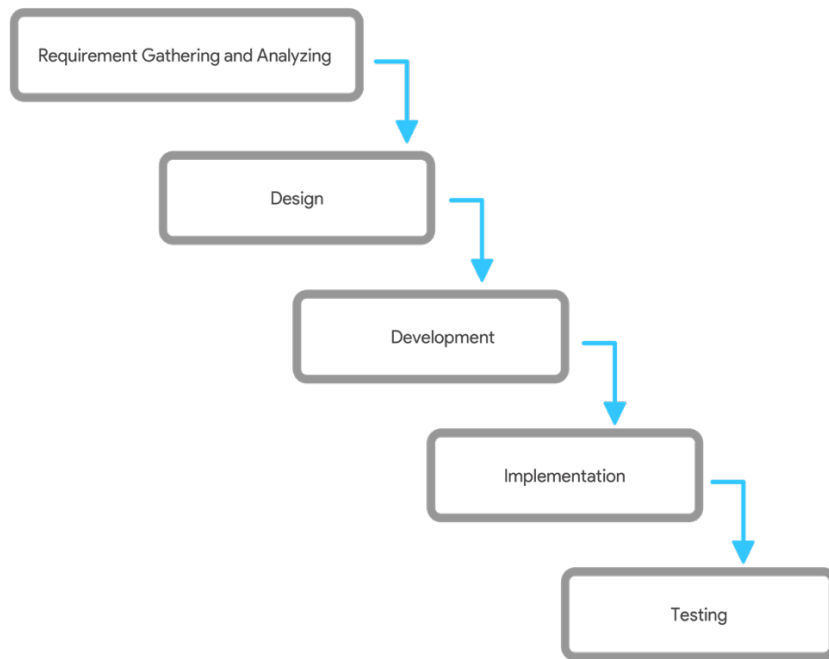 Requirement Gathering and Analyzing
Design
Development
Implementation
Testing